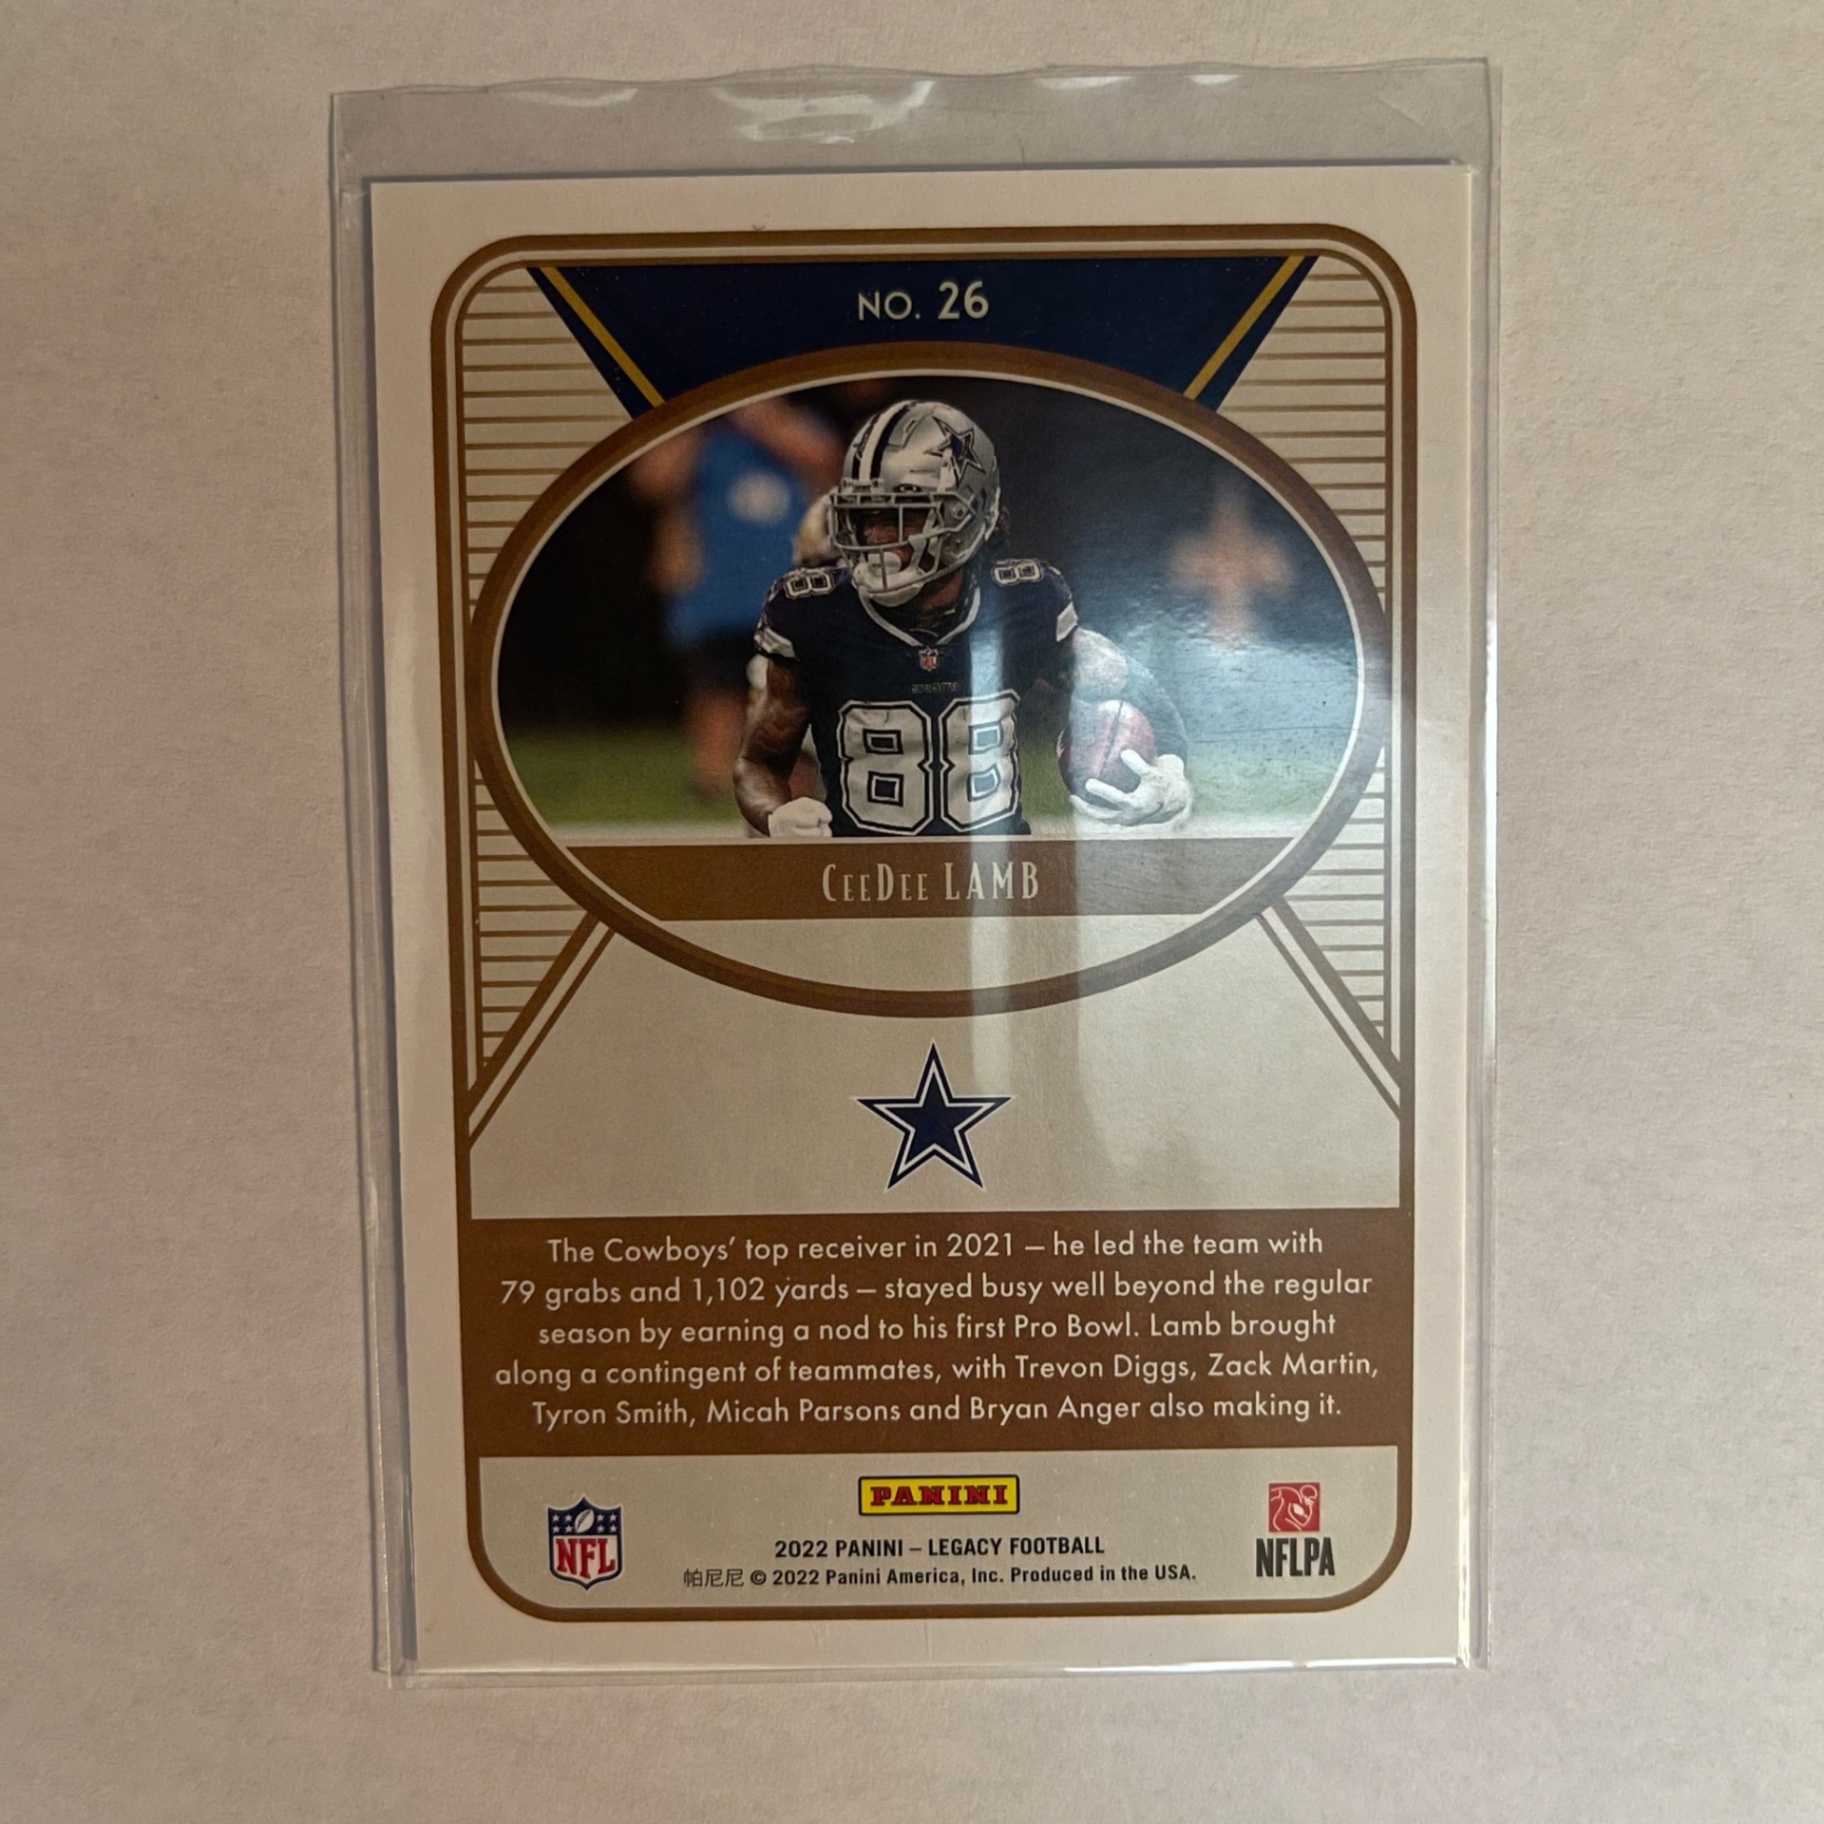 NO. 26
88 88
88
CeeDee LAMB
The Cowboys' top receiver in 2021 – he led the team with
79 grabs and 1,102 yards – stayed busy well beyond the regular
season by earning a nod to his first Pro Bowl. Lamb brought
along a contingent of teammates, with Trevon Diggs, Zack Martin,
Tyron Smith, Micah Parsons and Bryan Anger also making it.
PANINI
NFL
2022 PANINI – LEGACY FOOTBALL
帕尼尼 © 2022 Panini America, Inc. Produced in the USA.
NFLPA